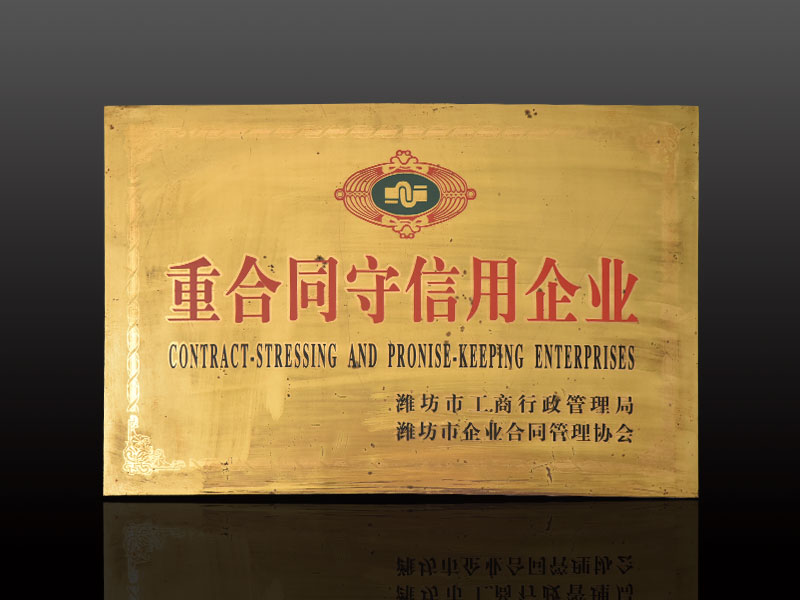 重合同守信用企业
CONTRACT-STRESSING AND PRONISE-KEEPING ENTERPRISES
潍坊市工商行政管理局
潍坊市企业合同管理协会